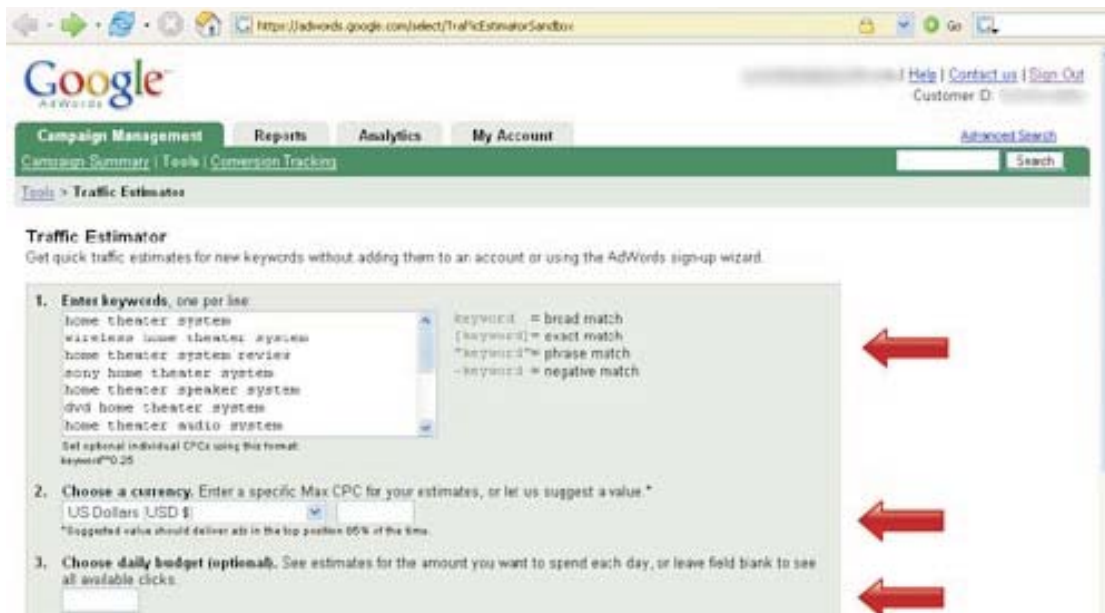 https://adwords.google.com/select/TrafficEstimatorSandbox
Go
Google
AdWords
| Help | Contact us | Sign Out
Customer ID:
Campaign Management Reports Analytics My Account
Advanced Search
Campaign Summary | Tools | Conversion Tracking
Search
Tools > Traffic Estimator
Traffic Estimator
Get quick traffic estimates for new keywords without adding them to an account or using the AdWords sign-up wizard.
1. Enter keywords, one per line:
home theater system
wireless home theater system
home theater system review
sony home theater system
home theater speaker system
dvd home theater system
home theater audio system
keyword = broad match
[keyword] = exact match
"keyword" = phrase match
-keyword = negative match
Set optional individual CPCs using this format:
keyword**0.25
2. Choose a currency. Enter a specific Max CPC for your estimates, or let us suggest a value.*
US Dollars (USD $)
*Suggested value should deliver ads in the top position 85% of the time.
3. Choose daily budget (optional). See estimates for the amount you want to spend each day, or leave field blank to see
all available clicks.